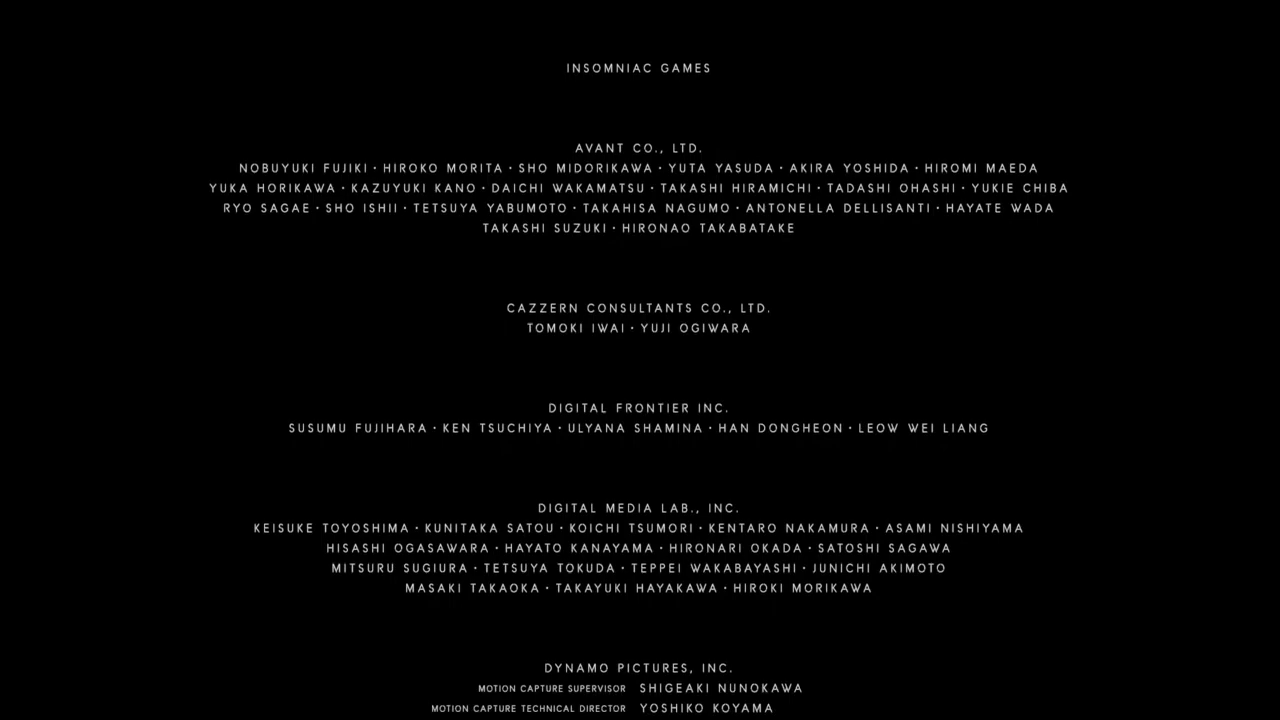 INSOMNIAC GAMES
AVANT CO., LTD.
NOBUYUKI FUJIKI · HIROKO MORITA · SHO MIDORIKAWA · YUTA YASUDA · AKIRA YOSHIDA · HIROMI MAEDA
YUKA HORIKAWA · KAZUYUKI KANO · DAICHI WAKAMATSU · TAKASHI HIRAMICHI · TADASHI OHASHI · YUKIE CHIBA
RYO SAGAE · SHO ISHII · TETSUYA YABUMOTO · TAKAHISA NAGUMO · ANTONELLA DELLISANTI · HAYATE WADA
TAKASHI SUZUKI · HIRONAO TAKABATAKE
CAZZERN CONSULTANTS CO., LTD.
TOMOKI IWAI · YUJI OGIWARA
DIGITAL FRONTIER INC.
SUSUMU FUJIHARA · KEN TSUCHIYA · ULYANA SHAMINA · HAN DONGHEON · LEOW WEI LIANG
DIGITAL MEDIA LAB., INC.
KEISUKE TOYOSHIMA · KUNITAKA SATOU · KOICHI TSUMORI · KENTARO NAKAMURA · ASAMI NISHIYAMA
HISASHI OGASAWARA · HAYATO KANAYAMA · HIRONARI OKADA · SATOSHI SAGAWA
MITSURU SUGIURA · TETSUYA TOKUDA · TEPPEI WAKABAYASHI · JUNICHI AKIMOTO
MASAKI TAKAOKA · TAKAYUKI HAYAKAWA · HIROKI MORIKAWA
DYNAMO PICTURES, INC.
MOTION CAPTURE SUPERVISOR SHIGEAKI NUNOKAWA
MOTION CAPTURE TECHNICAL DIRECTOR YOSHIKO KOYAMA